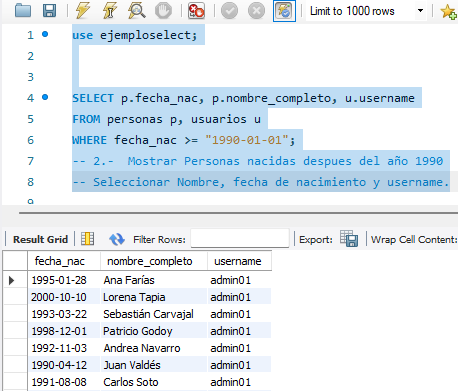 Limit to 1000 rows
1 use ejemploselect;
2
3
4 SELECT p.fecha_nac, p.nombre_completo, u.username
5 FROM personas p, usuarios u
6 WHERE fecha_nac >= "1990-01-01";
7 -- 2.-  Mostrar Personas nacidas despues del año 1990
8 -- Seleccionar Nombre, fecha de nacimiento y username.
9
Result Grid Filter Rows: Export: Wrap Cell Content:
fecha_nac nombre_completo username
1995-01-28 Ana Farías admin01
2000-10-10 Lorena Tapia admin01
1993-03-22 Sebastián Carvajal admin01
1998-12-01 Patricio Godoy admin01
1992-11-03 Andrea Navarro admin01
1990-04-12 Juan Valdés admin01
1991-08-08 Carlos Soto admin01